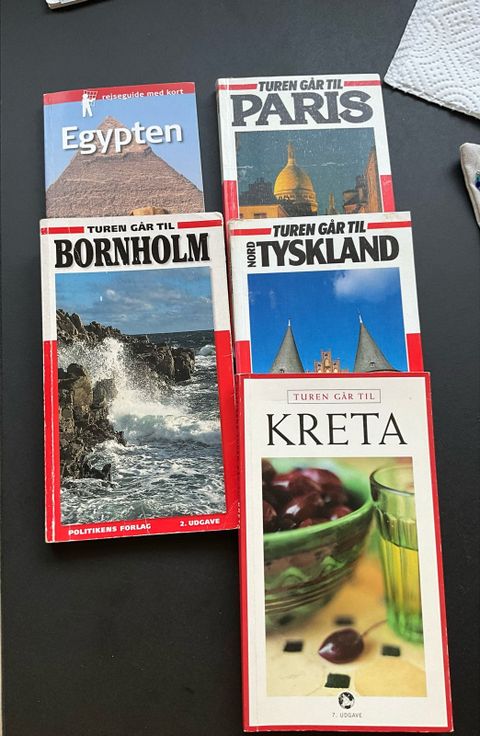 rejseguide med kort
Egypten
TUREN GÅR TIL
PARIS
TUREN GÅR TIL
BORNHOLM
POLITIKENS FORLAG 2. UDGAVE
TUREN GÅR TIL
NORD TYSKLAND
TUREN GÅR TIL
KRETA
7. UDGAVE